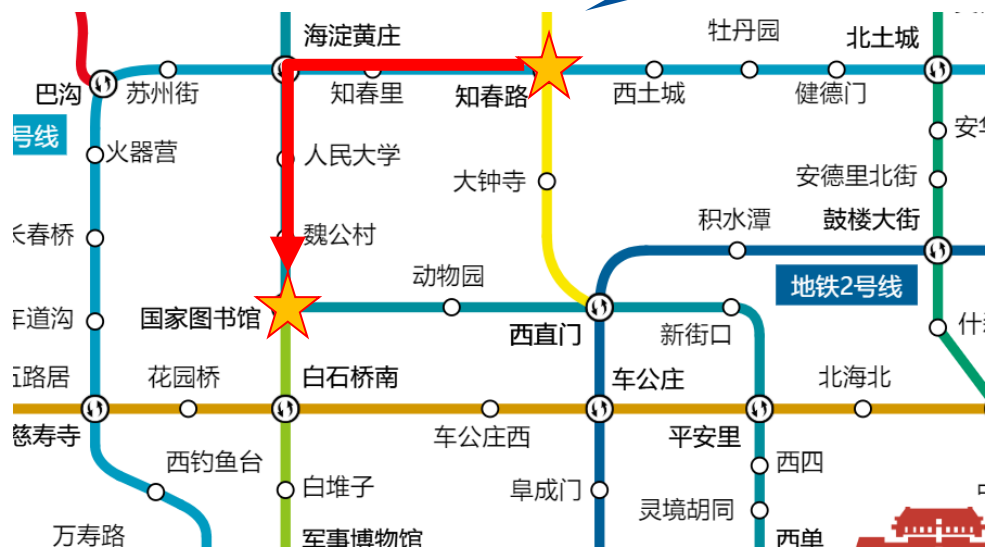 海淀黄庄
牡丹园
北土城
巴沟
苏州街
知春里
知春路
西土城
健德门
号线
火器营
人民大学
大钟寺
安德里北街
安
长春桥
魏公村
积水潭
鼓楼大街
动物园
地铁2号线
车道沟
国家图书馆
西直门
新街口
什
五路居
花园桥
白石桥南
车公庄
北海北
慈寿寺
车公庄西
平安里
西钓鱼台
白堆子
阜成门
西四
灵境胡同
万寿路
军事博物馆
西单